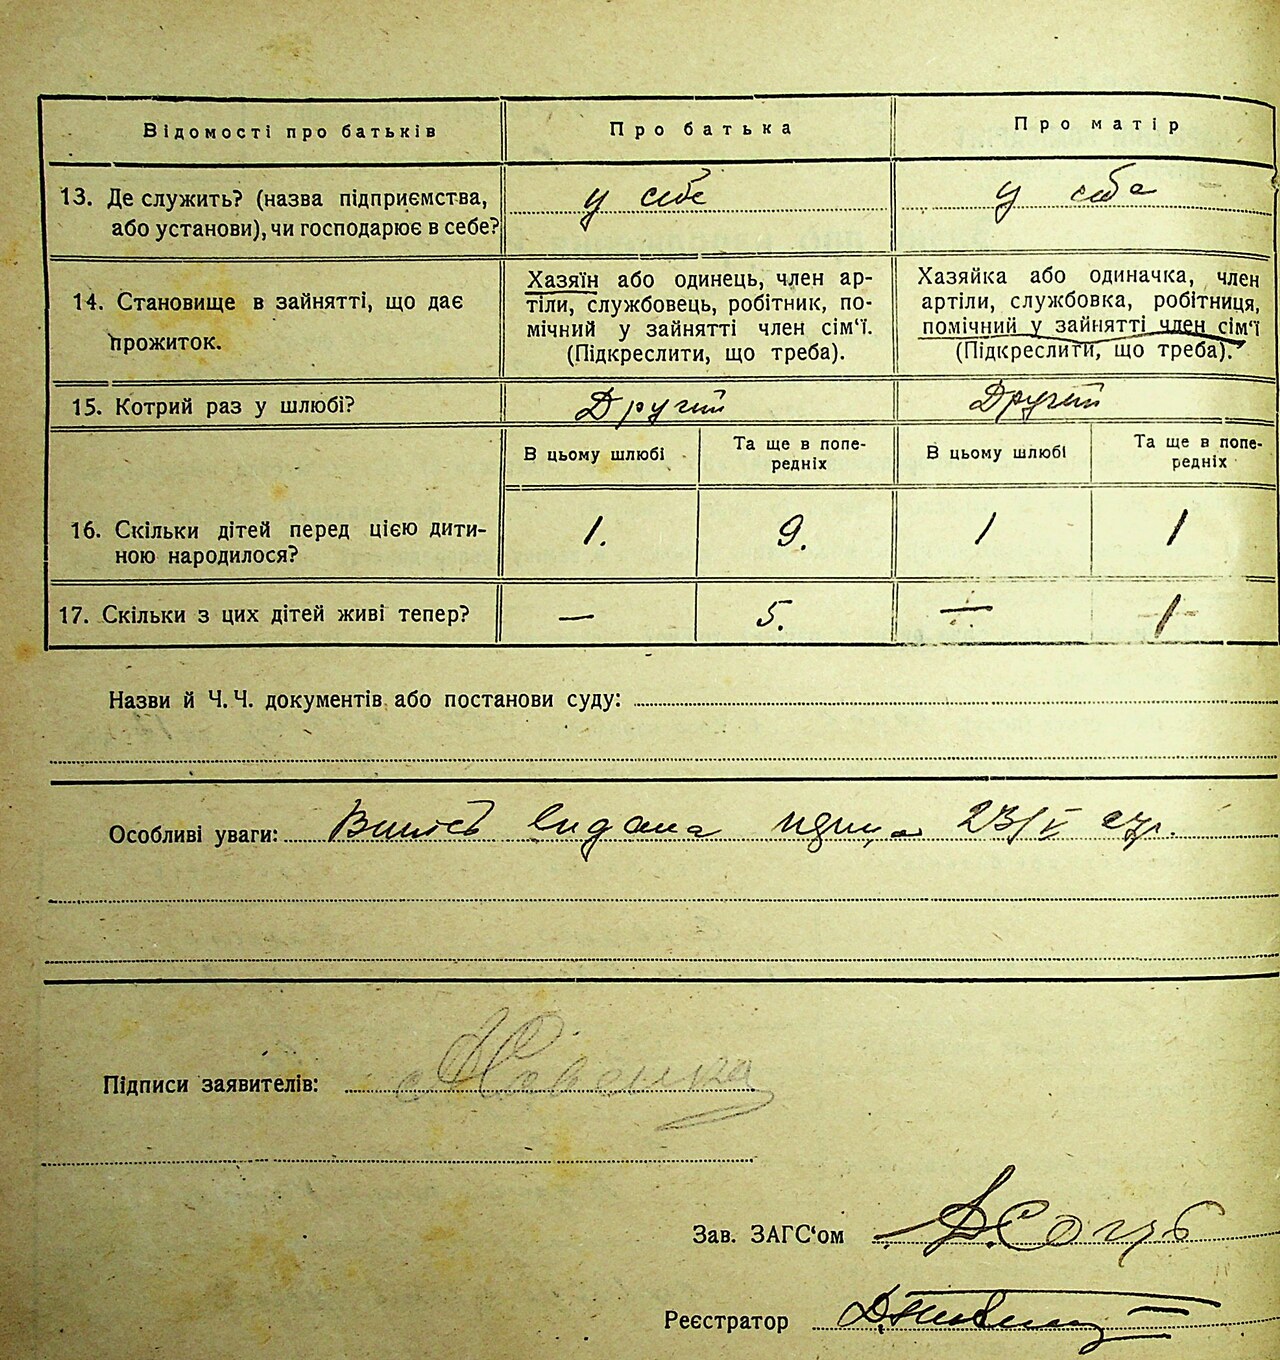 Відомості про батьків
Про батька
Про матір
13. Де служить? (назва підприємства,
або установи), чи господарює в себе?
у себе
у себе
14. Становище в зайнятті, що дає
прожиток.
Хазяїн або одинець, член ар-
тіли, службовець, робітник, по-
мічний у зайнятті член сім‘ї.
(Підкреслити, що треба).
Хазяйка або одиначка, член
артіли, службовка, робітниця,
помічний у зайнятті член сім‘ї
(Підкреслити, що треба).
15. Котрий раз у шлюбі?
Другий
Другий
В цьому шлюбі
Та ще в попе-
редніх
В цьому шлюбі
Та ще в попе-
редніх
16. Скільки дітей перед цією дити-
ною народилося?
1.
9.
1
1
17. Скільки з цих дітей живі тепер?
—
5.
—
1
Назви й Ч. Ч. документів або постанови суду:
Особливі уваги: Випись видана 23/V
Підписи заявителів:
Зав. ЗАГС‘ом
Реєстратор